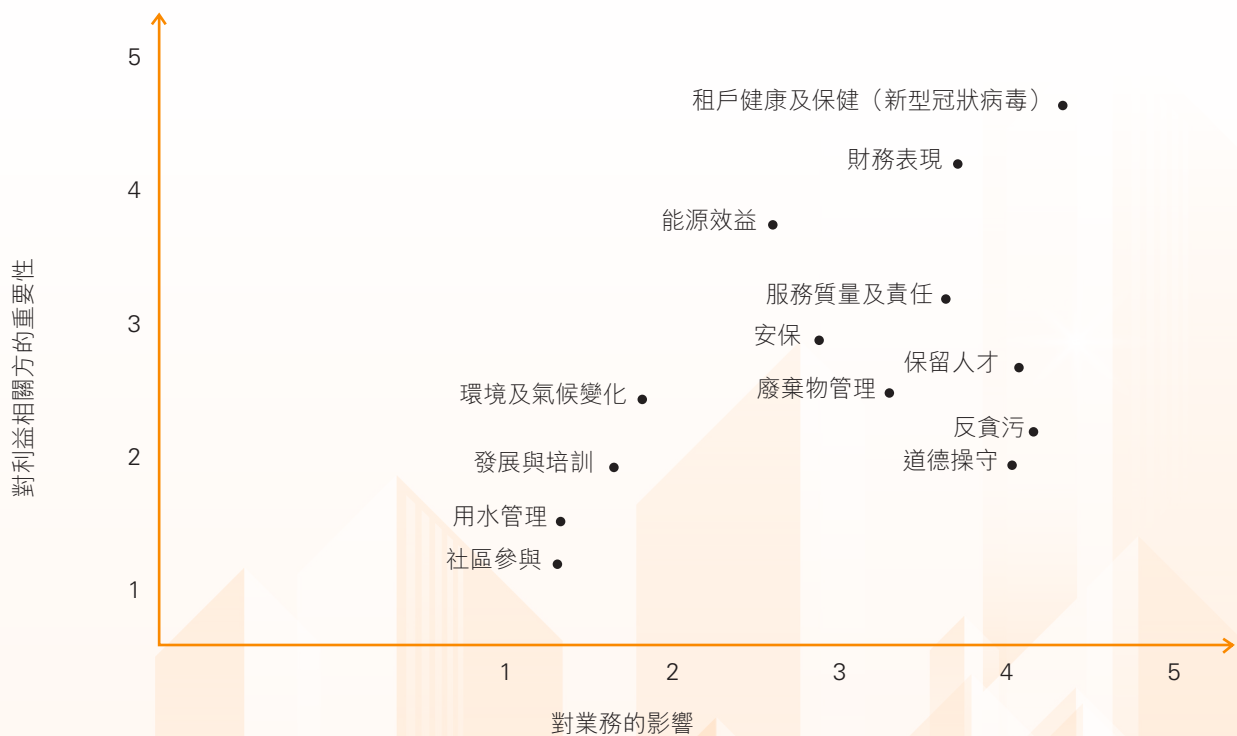 5
租戶健康及保健（新型冠狀病毒）
財務表現
4
能源效益
服務質量及責任
3
安保
保留人才
廢棄物管理
環境及氣候變化
反貪污
2
道德操守
發展與培訓
用水管理
社區參與
1
對利益相關方的重要性
1 2 3 4 5
對業務的影響